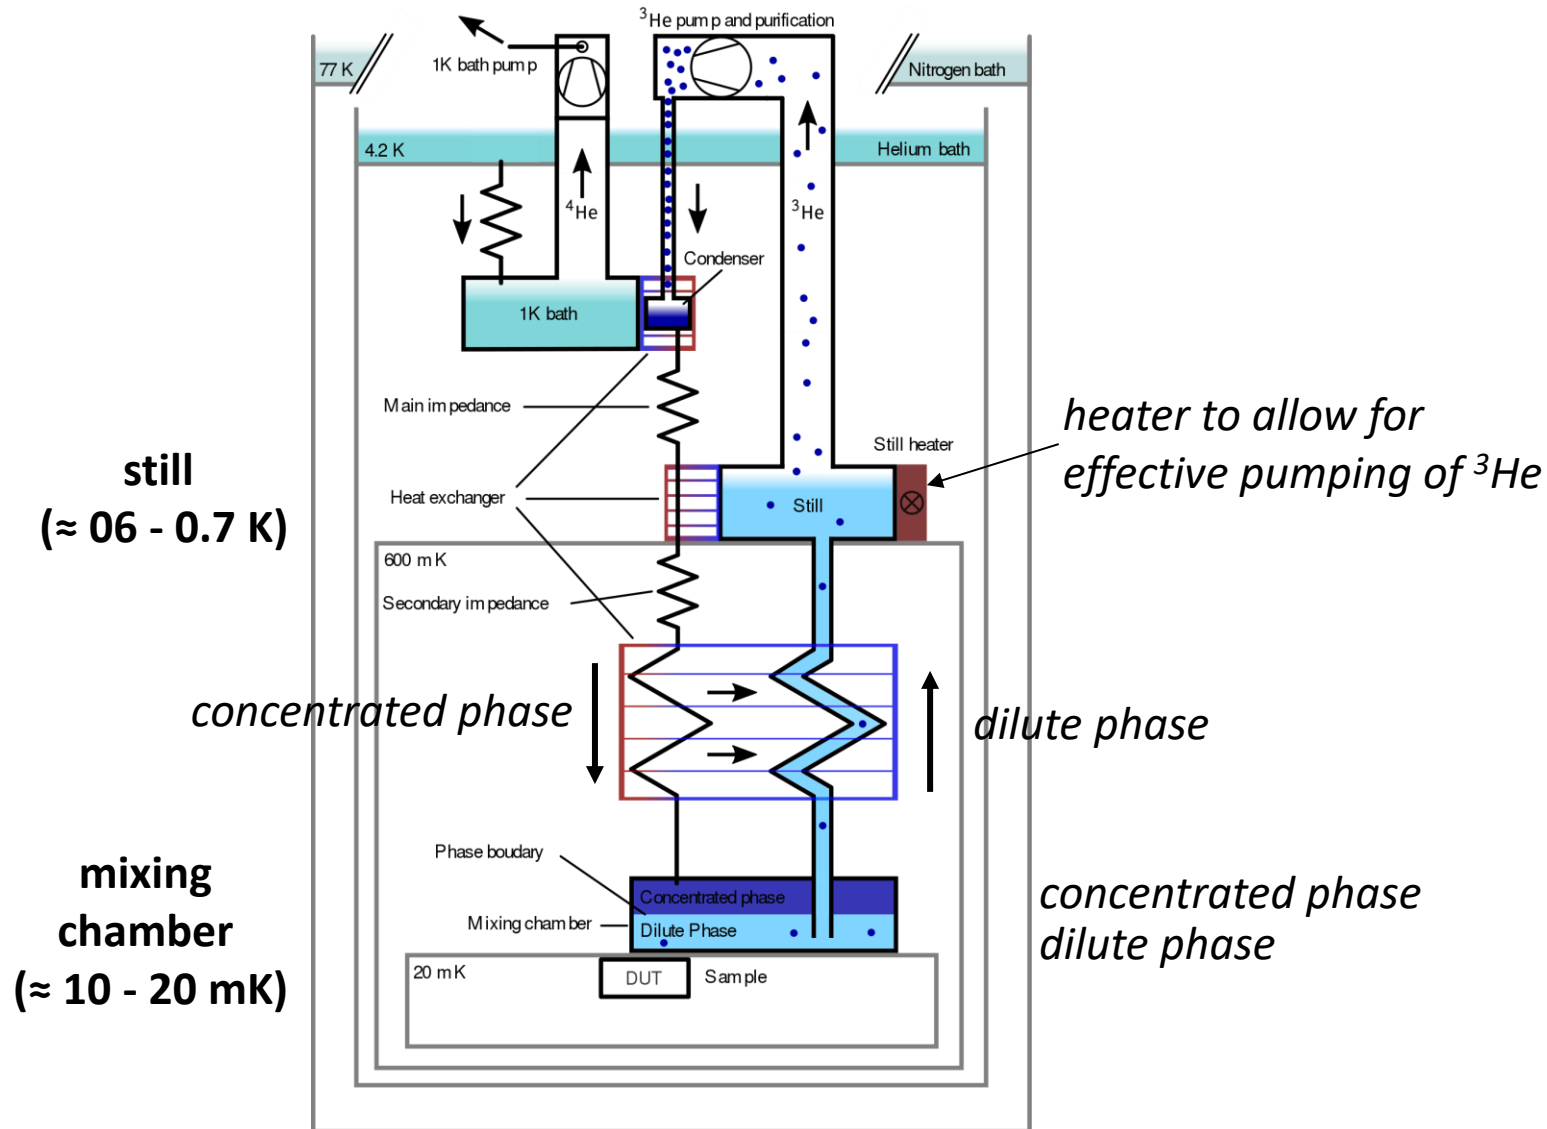 ³He pump and purification
1K bath pump
77 K
Nitrogen bath
4.2 K
Helium bath
⁴He
³He
Condenser
1K bath
Main impedance
heater to allow for
effective pumping of ³He
Still heater
still
(≈ 06 - 0.7 K)
Heat exchanger
Still
600 mK
Secondary impedance
concentrated phase
dilute phase
Phase boudary
mixing
chamber
(≈ 10 - 20 mK)
Concentrated phase
Mixing chamber
Dilute Phase
concentrated phase
dilute phase
20 mK
DUT
Sample